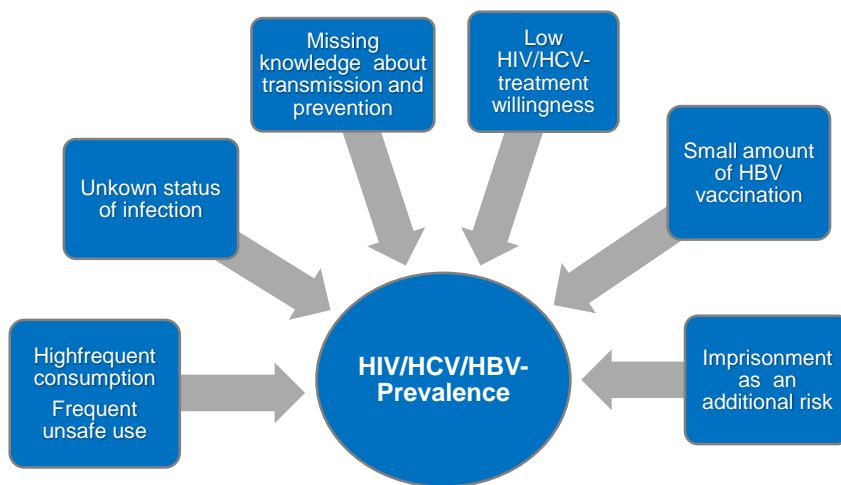 Missing
knowledge about
transmission and
prevention
Low
HIV/HCV-
treatment
willingness
Unkown status
of infection
Small amount
of HBV
vaccination
Highfrequent
consumption
Frequent
unsafe use
HIV/HCV/HBV-
Prevalence
Imprisonment
as an
additional risk